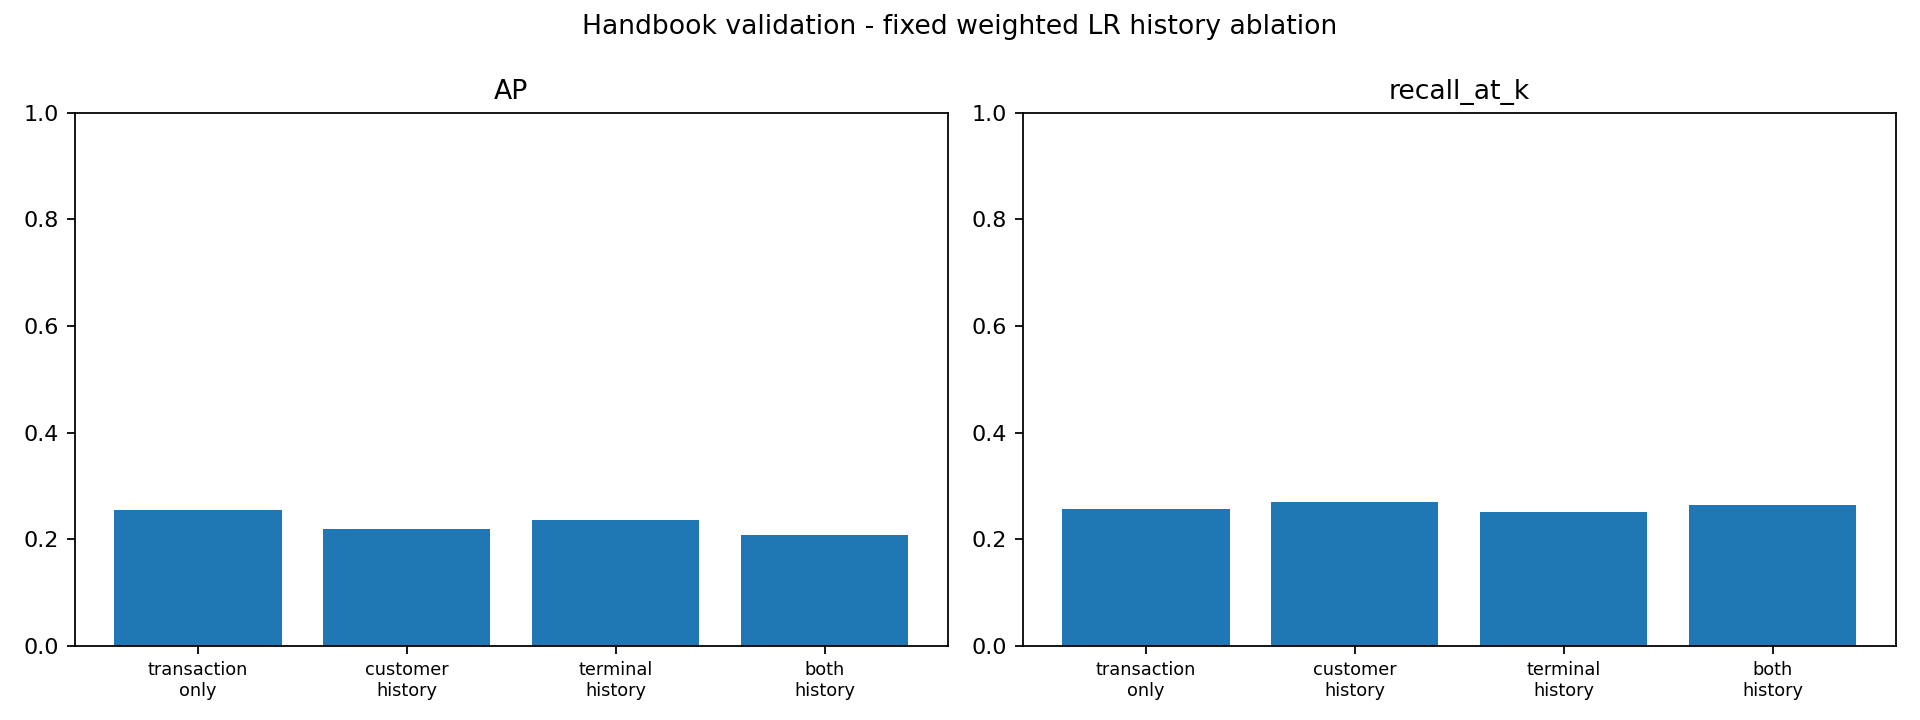 Handbook validation - fixed weighted LR history ablation
AP
1.0
0.8
0.6
0.4
0.2
0.0
transaction
only
customer
history
terminal
history
both
history
recall_at_k
1.0
0.8
0.6
0.4
0.2
0.0
transaction
only
customer
history
terminal
history
both
history